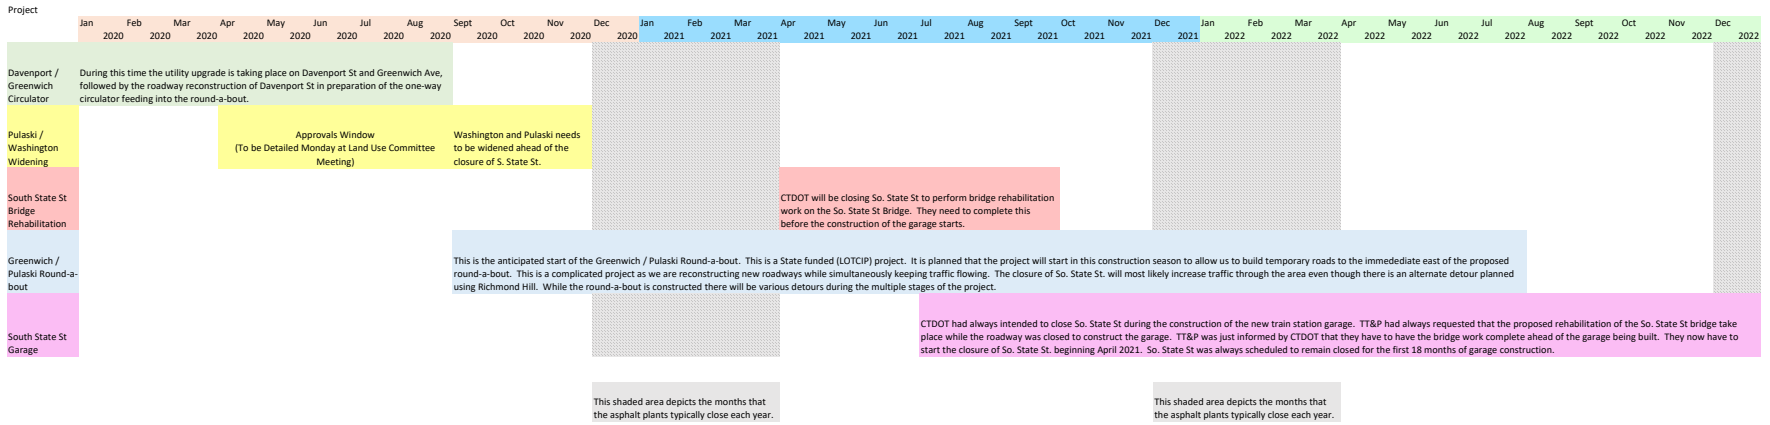 Project
Jan Feb Mar Apr May Jun Jul Aug Sept Oct Nov Dec Jan Feb Mar Apr May Jun Jul Aug Sept Oct Nov Dec Jan Feb Mar Apr May Jun Jul Aug Sept Oct Nov Dec
2020 2020 2020 2020 2020 2020 2020 2020 2020 2020 2020 2020 2021 2021 2021 2021 2021 2021 2021 2021 2021 2021 2021 2021 2022 2022 2022 2022 2022 2022 2022 2022 2022 2022 2022 2022
Davenport /
Greenwich
Circulator
During this time the utility upgrade is taking place on Davenport St and Greenwich Ave,
followed by the roadway reconstruction of Davenport St in preparation of the one-way
circulator feeding into the round-a-bout.
Pulaski /
Washington
Widening
Approvals Window
(To be Detailed Monday at Land Use Committee
Meeting)
Washington and Pulaski needs
to be widened ahead of the
closure of S. State St.
South State St
Bridge
Rehabilitation
CTDOT will be closing So. State St to perform bridge rehabilitation
work on the So. State St Bridge. They need to complete this
before the construction of the garage starts.
Greenwich /
Pulaski Round-a-
bout
This is the anticipated start of the Greenwich / Pulaski Round-a-bout. This is a State funded (LOTCIP) project. It is planned that the project will start in this construction season to allow us to build temporary roads to the immedediate east of the proposed
round-a-bout. This is a complicated project as we are reconstructing new roadways while simultaneously keeping traffic flowing. The closure of So. State St. will most likely increase traffic through the area even though there is an alternate detour planned
using Richmond Hill. While the round-a-bout is constructed there will be various detours during the multiple stages of the project.
South State St
Garage
CTDOT had always intended to close So. State St during the construction of the new train station garage. TT&P had always requested that the proposed rehabilitation of the So. State St bridge take
place while the roadway was closed to construct the garage. TT&P was just informed by CTDOT that they have to have the bridge work complete ahead of the garage being built. They now have to
start the closure of So. State St. beginning April 2021. So. State St was always scheduled to remain closed for the first 18 months of garage construction.
This shaded area depicts the months that
the asphalt plants typically close each year.
This shaded area depicts the months that
the asphalt plants typically close each year.